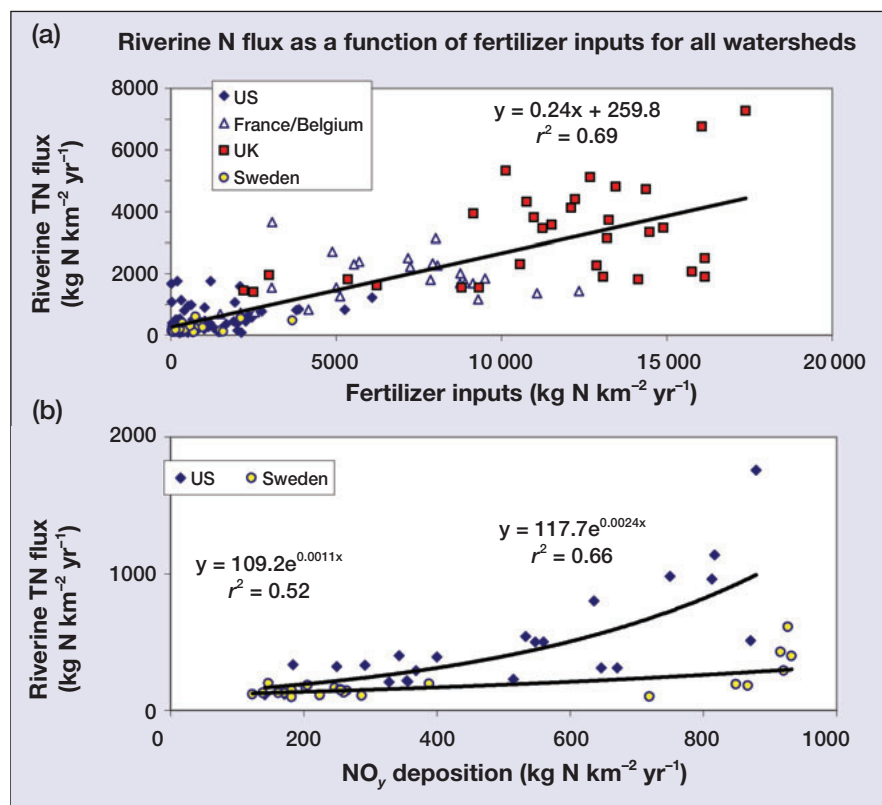 (a)
Riverine N flux as a function of fertilizer inputs for all watersheds
Riverine TN flux
(kg N km⁻² yr⁻¹)
8000
6000
4000
2000
0
US
France/Belgium
UK
Sweden
y = 0.24x + 259.8
r² = 0.69
0
5000
10 000
15 000
20 000
Fertilizer inputs (kg N km⁻² yr⁻¹)
(b)
Riverine TN flux
(kg N km⁻² yr⁻¹)
2000
1000
0
US
Sweden
y = 109.2e^0.0011x
r² = 0.52
y = 117.7e^0.0024x
r² = 0.66
0
200
400
600
800
1000
NOy deposition (kg N km⁻² yr⁻¹)